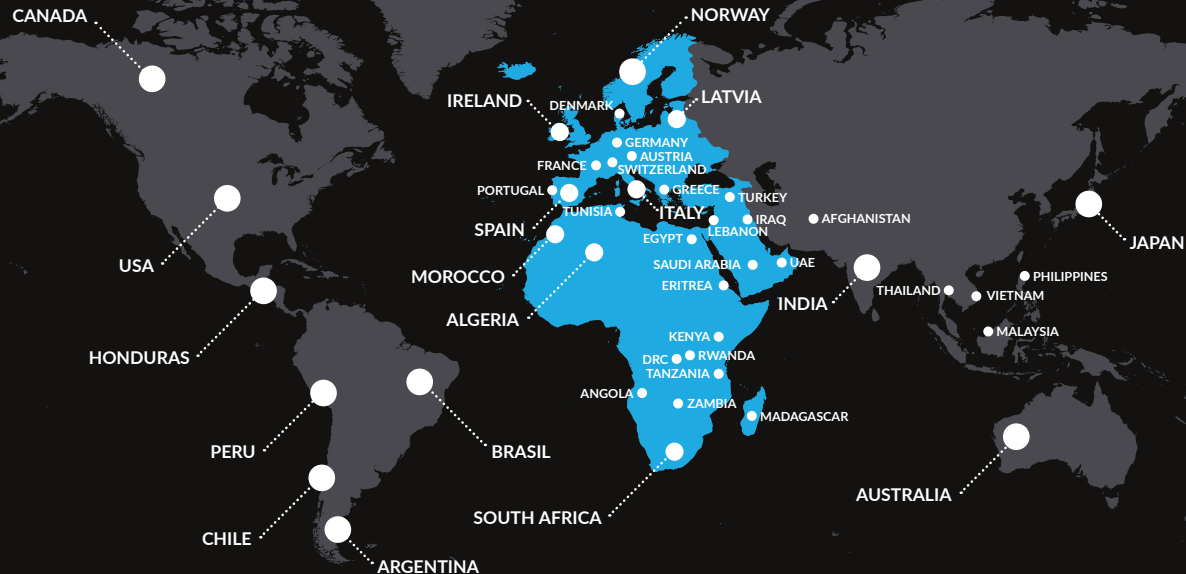 CANADA
NORWAY
IRELAND
DENMARK
LATVIA
GERMANY
AUSTRIA
FRANCE
SWITZERLAND
PORTUGAL
GREECE
TURKEY
TUNISIA
ITALY
IRAQ
AFGHANISTAN
SPAIN
LEBANON
EGYPT
JAPAN
USA
SAUDI ARABIA
UAE
MOROCCO
PHILIPPINES
ERITREA
THAILAND
VIETNAM
INDIA
ALGERIA
MALAYSIA
KENYA
HONDURAS
RWANDA
DRC
TANZANIA
ANGOLA
ZAMBIA
MADAGASCAR
PERU
BRASIL
AUSTRALIA
SOUTH AFRICA
CHILE
ARGENTINA